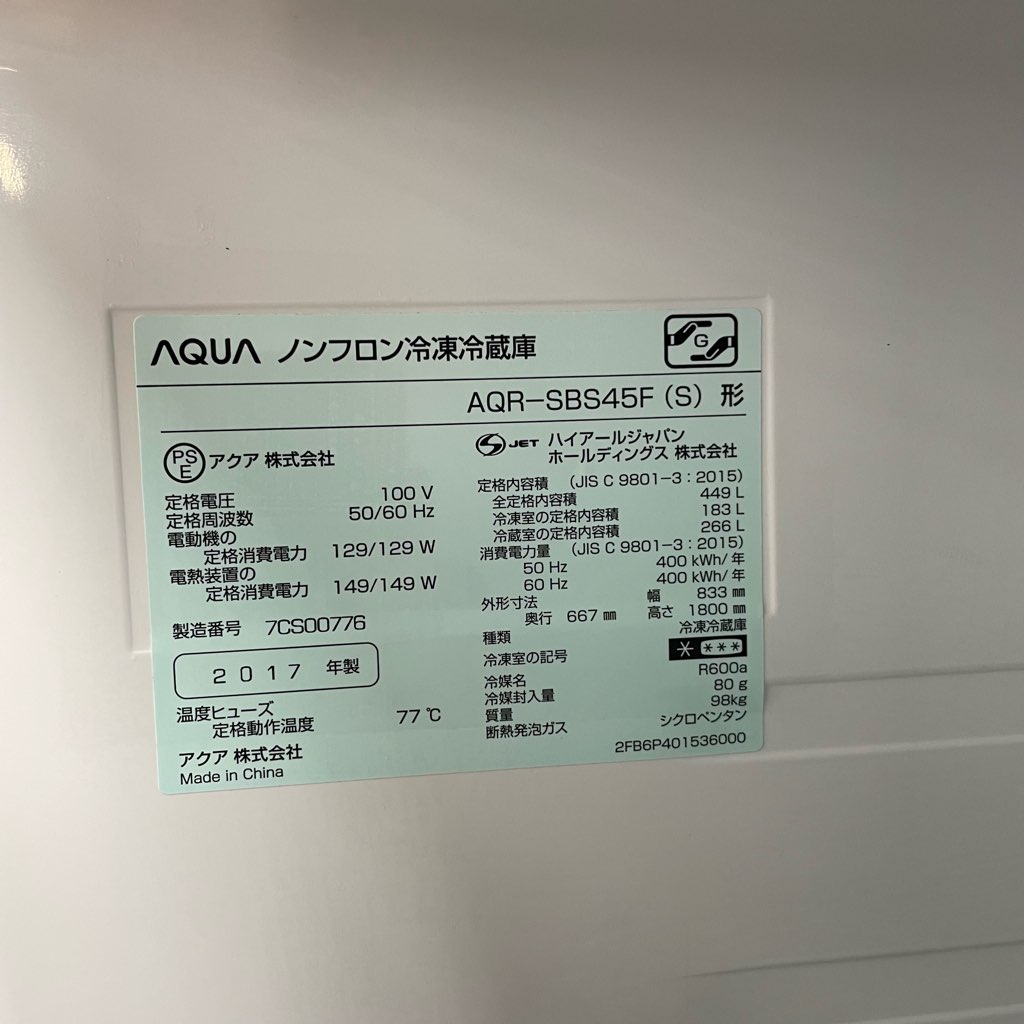 AQUA ノンフロン冷凍冷蔵庫
G
AQR-SBS45F (S) 形
PS E アクア 株式会社
定格電圧 100 V
定格周波数 50/60 Hz
電動機の
定格消費電力 129/129 W
電熱装置の
定格消費電力 149/149 W
製造番号 7CS00776
2017 年製
温度ヒューズ
定格動作温度 77 ℃
アクア 株式会社
Made in China
S JET ハイアールジャパン
ホールディングス 株式会社
定格内容積 (JIS C 9801-3:2015)
全定格内容積 449 L
冷凍室の定格内容積 183 L
冷蔵室の定格内容積 266 L
消費電力量 (JIS C 9801-3:2015)
50 Hz 400 kWh/年
60 Hz 400 kWh/年
外形寸法 幅 833 ㎜
奥行 667 ㎜ 高さ 1800 ㎜
種類 冷凍冷蔵庫
冷凍室の記号 * ***
冷媒名 R600a
冷媒封入量 80 g
質量 98kg
断熱発泡ガス シクロペンタン
2FB6P401536000